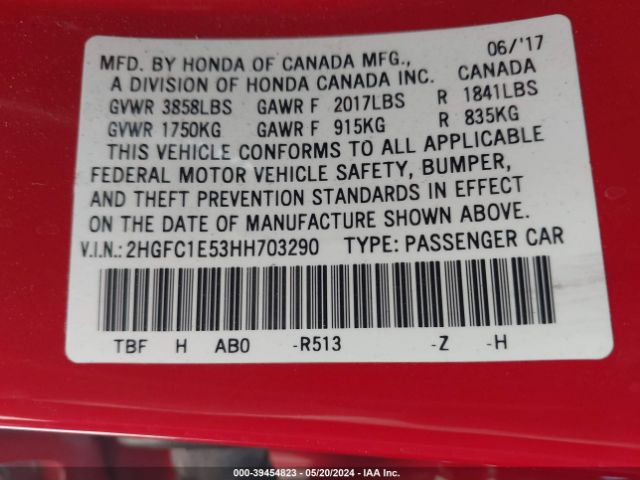 MFD. BY HONDA OF CANADA MFG., 06/'17
A DIVISION OF HONDA CANADA INC. CANADA
GVWR 3858LBS GAWR F 2017LBS R 1841LBS
GVWR 1750KG GAWR F 915KG R 835KG
THIS VEHICLE CONFORMS TO ALL APPLICABLE
FEDERAL MOTOR VEHICLE SAFETY, BUMPER,
AND THEFT PREVENTION STANDARDS IN EFFECT
ON THE DATE OF MANUFACTURE SHOWN ABOVE.
V.I.N.: 2HGFC1E53HH703290 TYPE: PASSENGER CAR
TBF H AB0 -R513 -Z -H
000-39454823 - 05/20/2024 - IAA Inc.